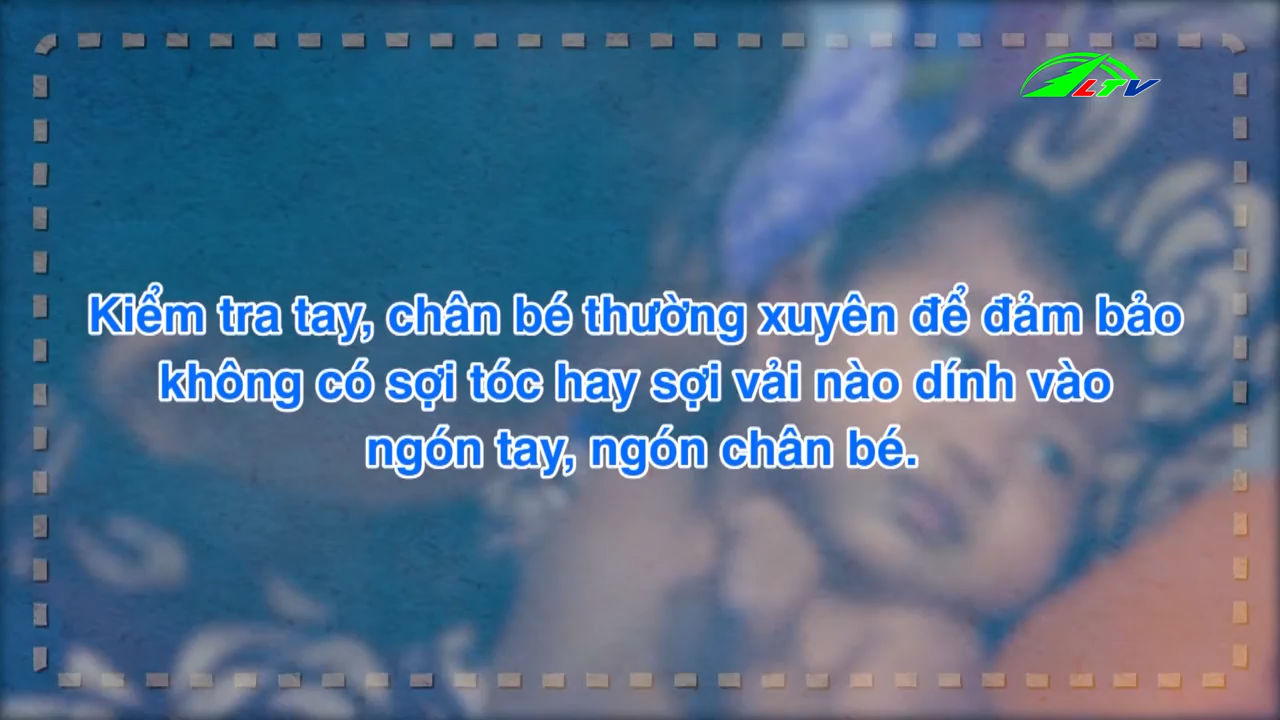 LTV
Kiểm tra tay, chân bé thường xuyên để đảm bảo
không có sợi tóc hay sợi vải nào dính vào
ngón tay, ngón chân bé.